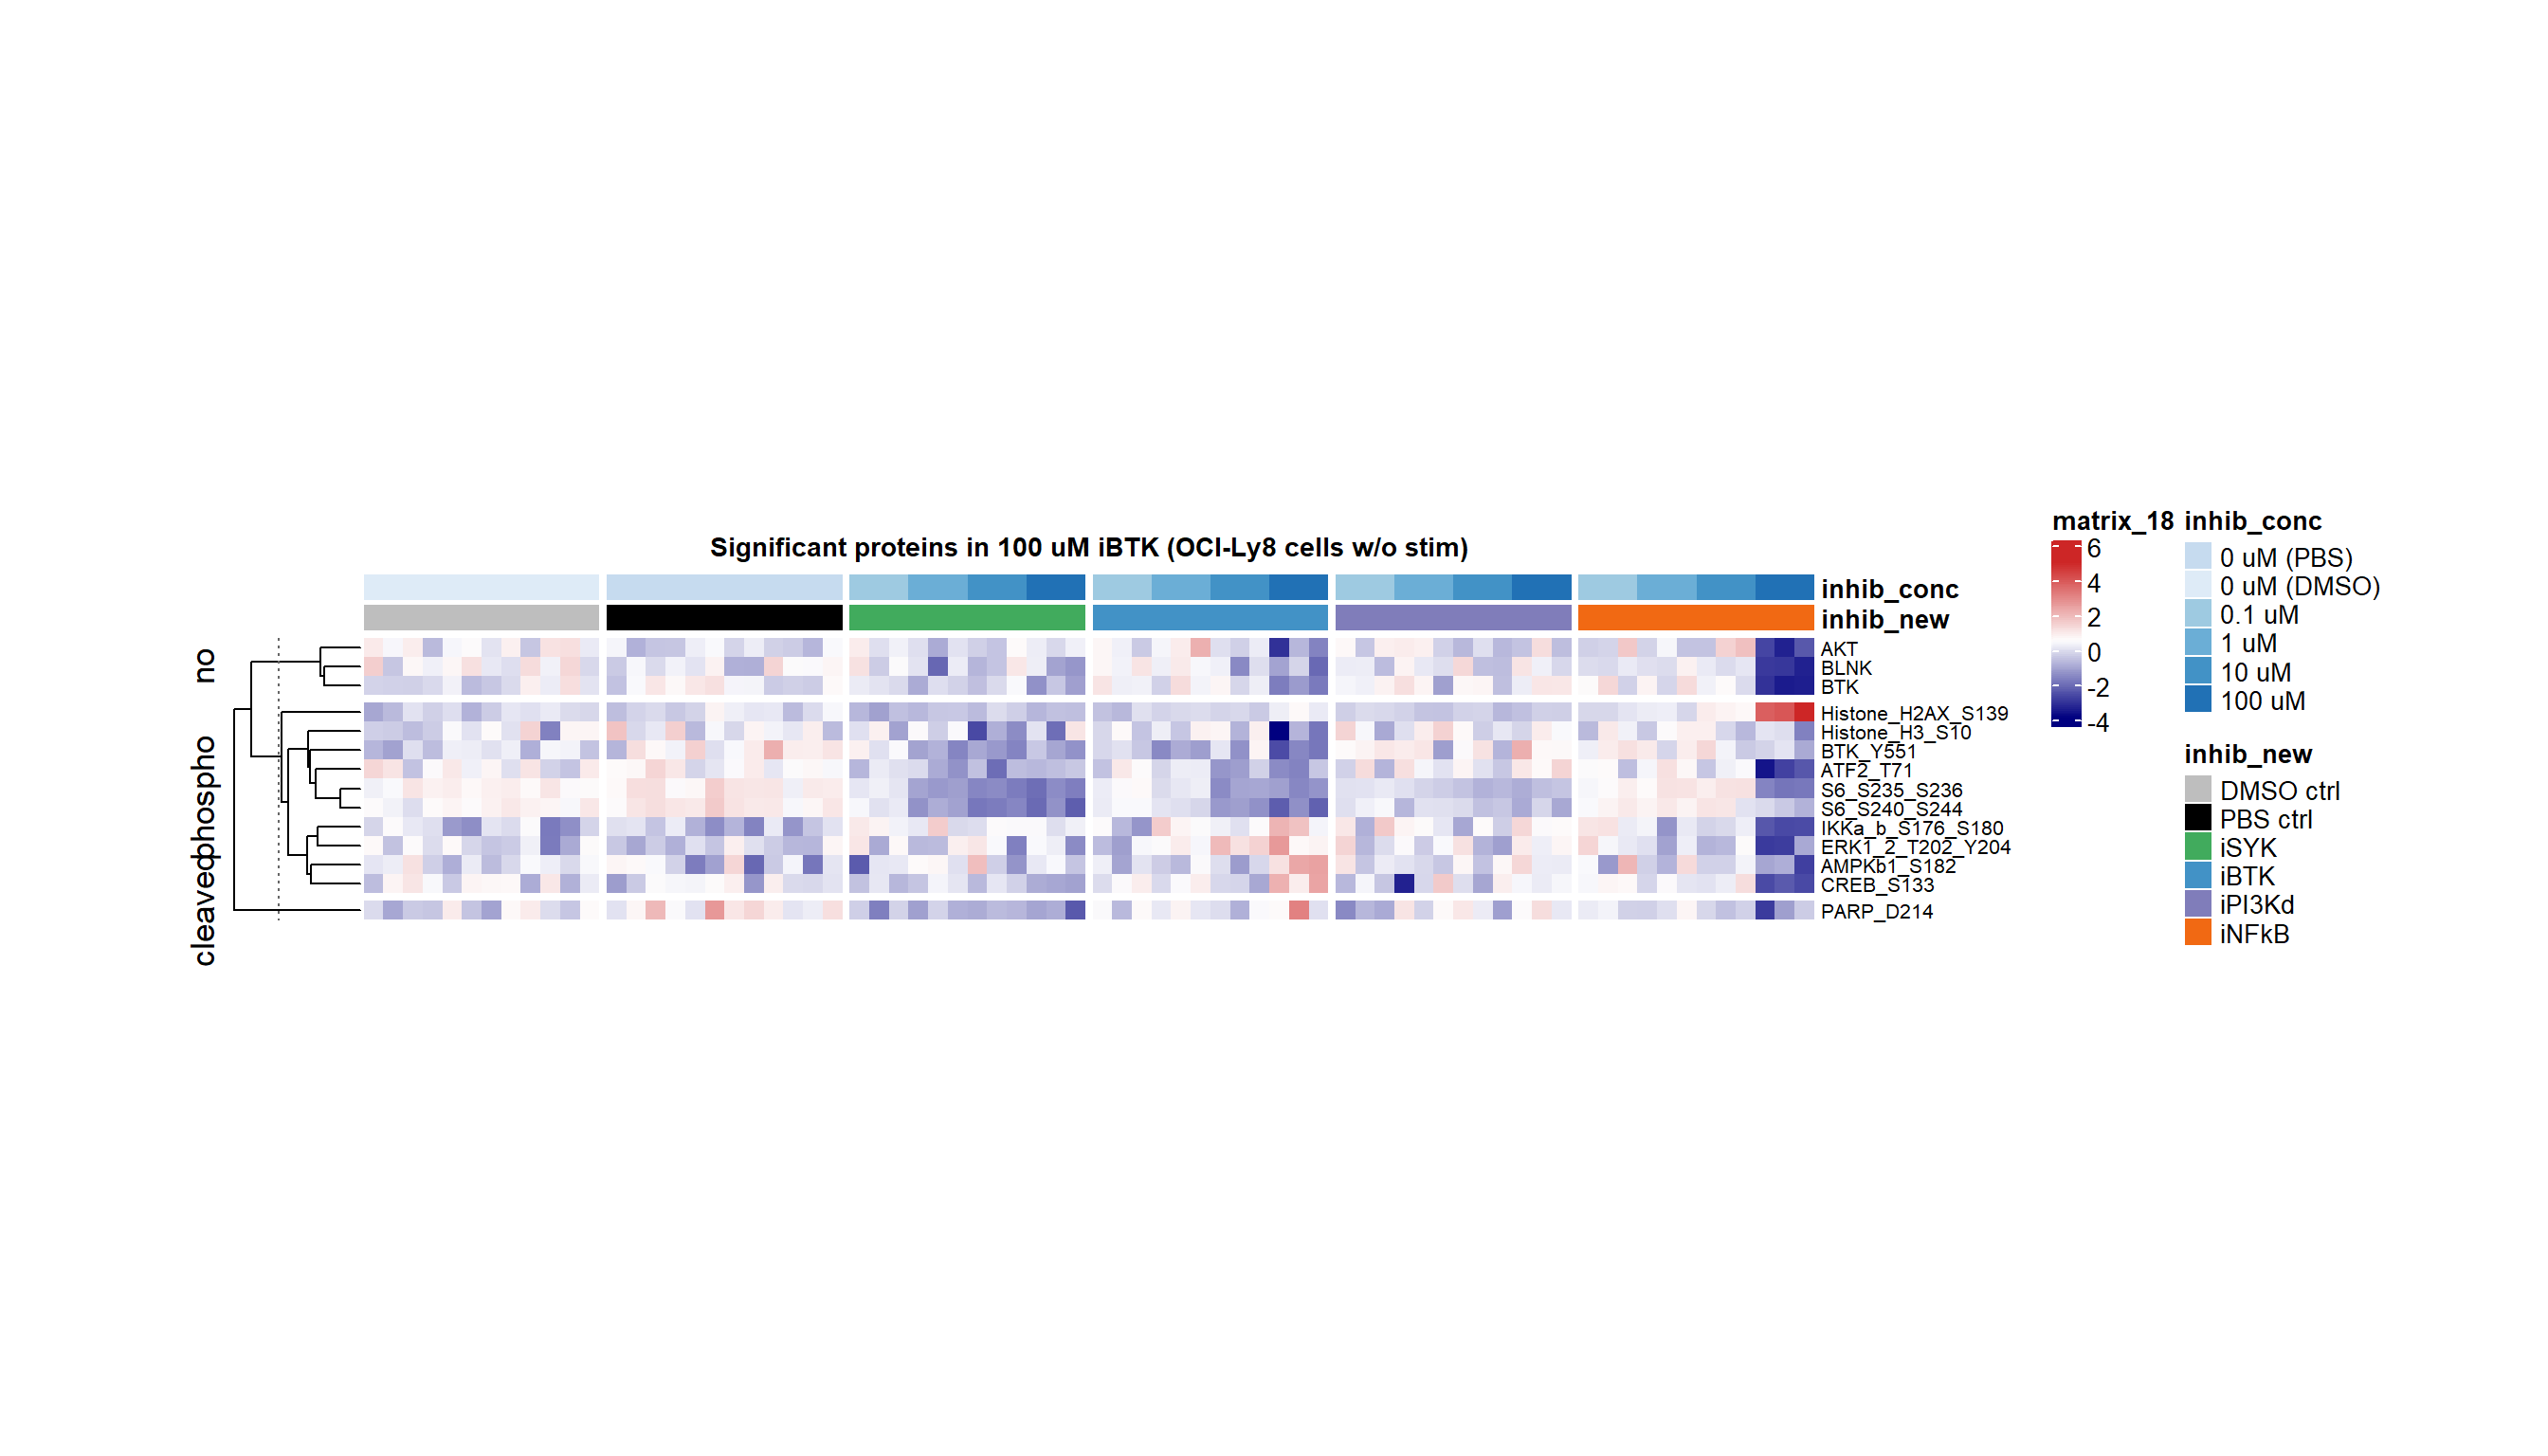 Significant proteins in 100 uM iBTK (OCI-Ly8 cells w/o stim)
inhib_conc
inhib_new
no
phospho
cleaved
AKT
BLNK
BTK
Histone_H2AX_S139
Histone_H3_S10
BTK_Y551
ATF2_T71
S6_S235_S236
S6_S240_S244
IKKa_b_S176_S180
ERK1_2_T202_Y204
AMPKb1_S182
CREB_S133
PARP_D214
matrix_18
6
4
2
0
-2
-4
inhib_conc
0 uM (PBS)
0 uM (DMSO)
0.1 uM
1 uM
10 uM
100 uM
inhib_new
DMSO ctrl
PBS ctrl
iSYK
iBTK
iPI3Kd
iNFkB